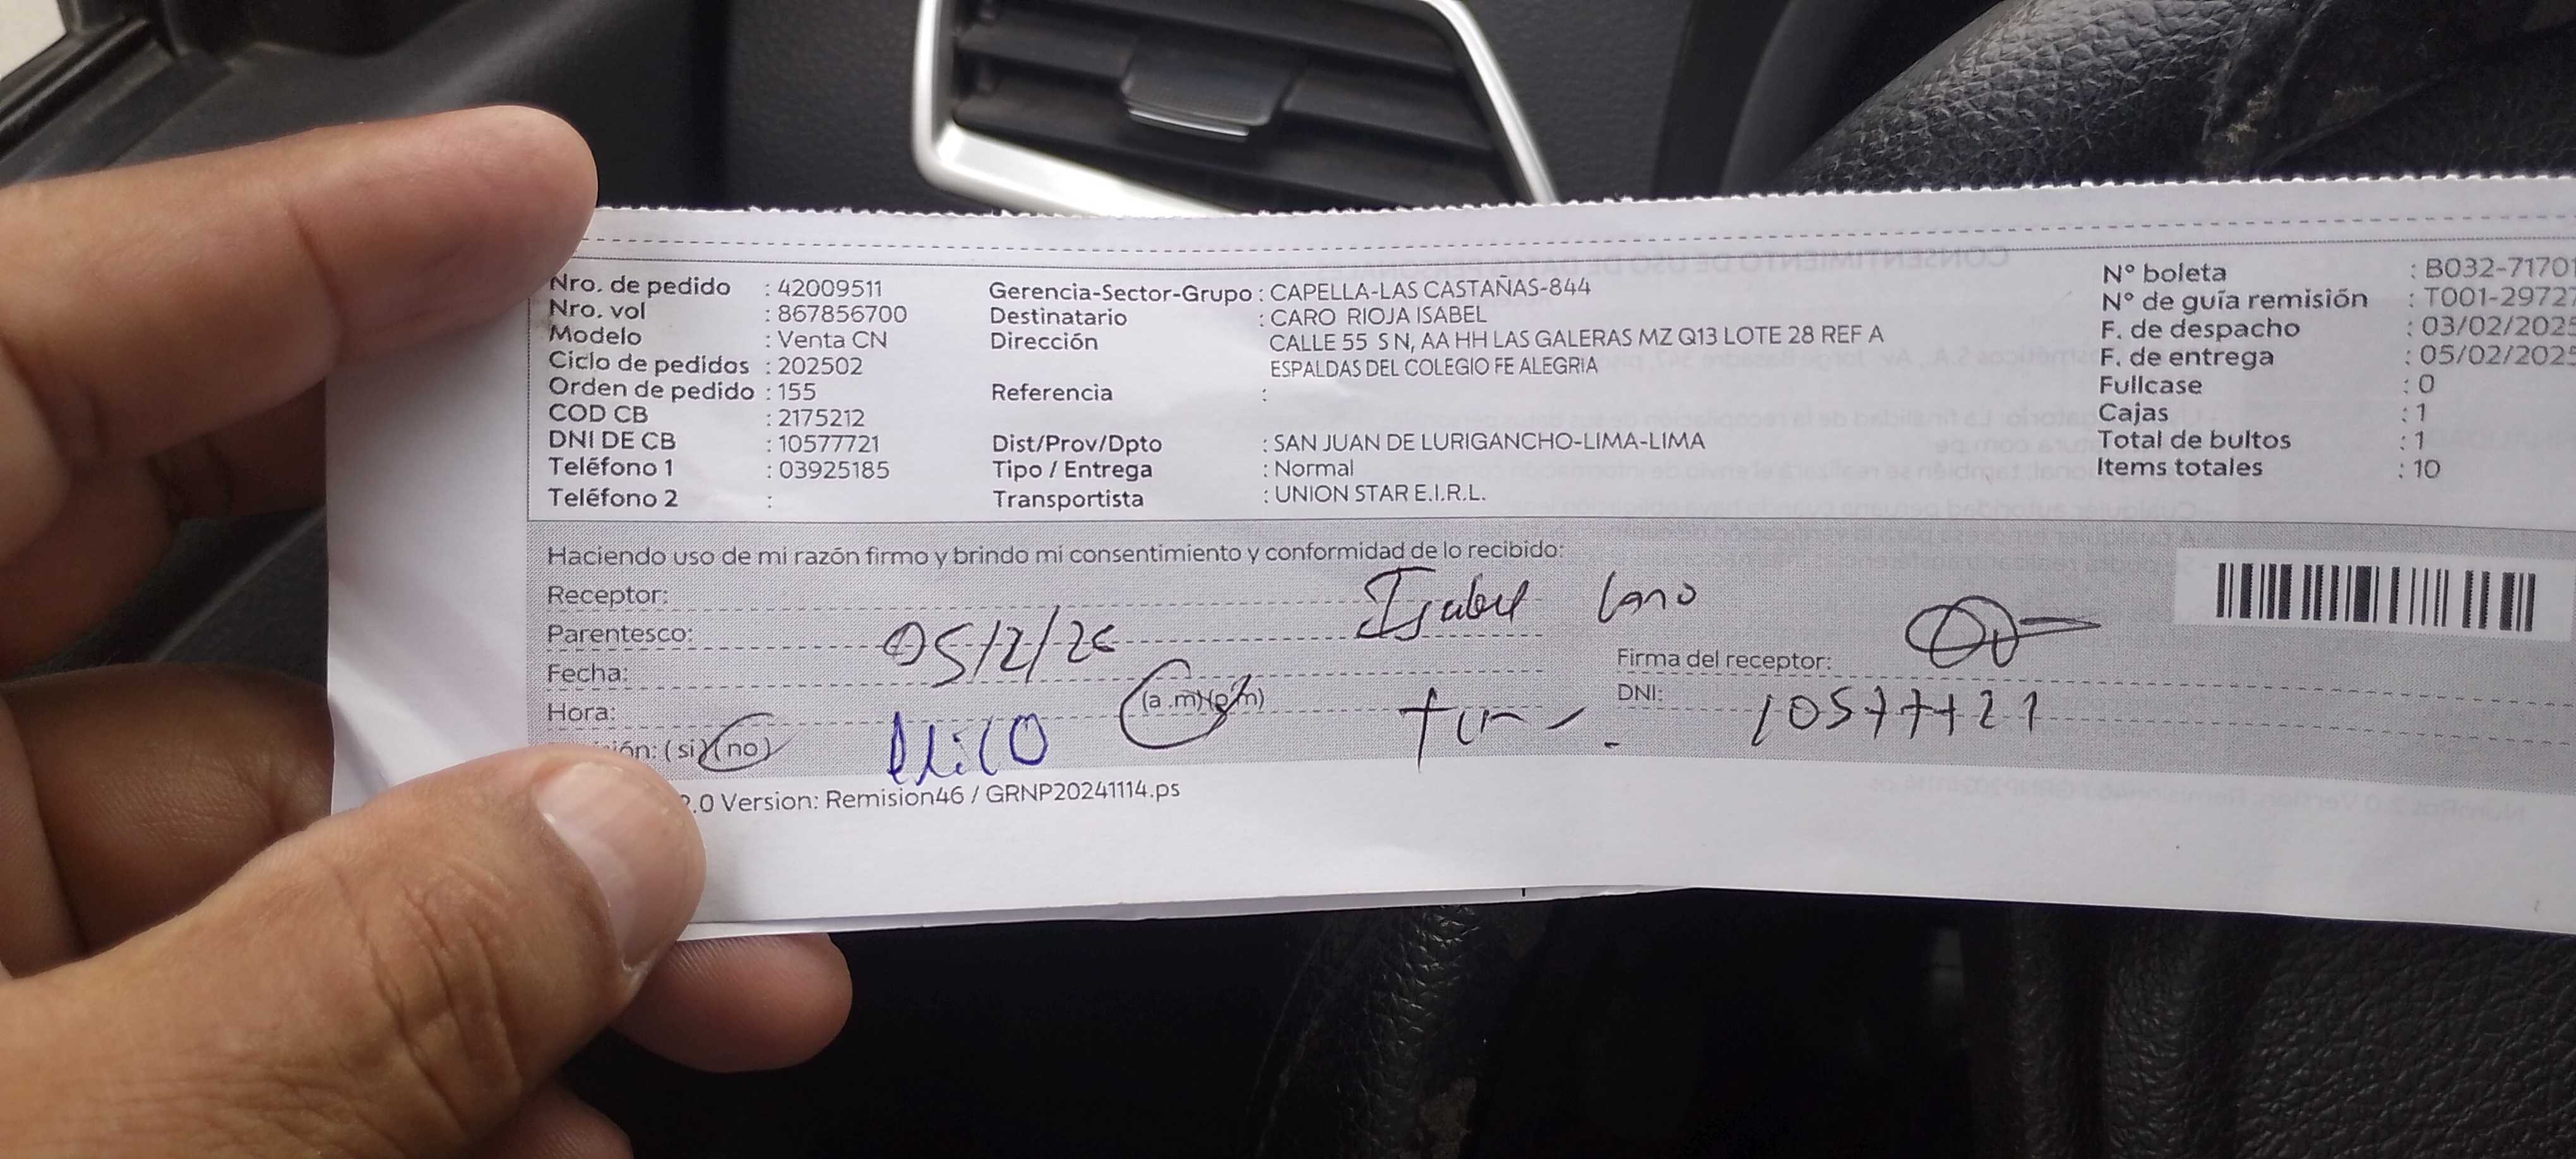 Nro. de pedido : 42009511
Nro. vol : 867856700
Modelo : Venta CN
Ciclo de pedidos : 202502
Orden de pedido : 155
COD CB : 2175212
DNI DE CB : 10577721
Teléfono 1 : 03925185
Teléfono 2 :
Gerencia-Sector-Grupo : CAPELLA-LAS CASTAÑAS-844
Destinatario : CARO RIOJA ISABEL
Dirección : CALLE 55 S N, AA HH LAS GALERAS MZ Q13 LOTE 28 REF A
ESPALDAS DEL COLEGIO FE ALEGRIA
Referencia :
Dist/Prov/Dpto : SAN JUAN DE LURIGANCHO-LIMA-LIMA
Tipo / Entrega : Normal
Transportista : UNION STAR E.I.R.L.
N° boleta : B032-7170
N° de guía remisión : T001-2972
F. de despacho : 03/02/2025
F. de entrega : 05/02/2025
Fullcase : 0
Cajas : 1
Total de bultos : 1
Items totales : 10
Haciendo uso de mi razón firmo y brindo mi consentimiento y conformidad de lo recibido:
Receptor: Isabel Caro
Parentesco:
Fecha: 05/2/2
Firma del receptor:
Hora: (a.m)(p.m)
DNI: 10577721
ón: (si)(no)
2.0 Version: Remision46 / GRNP20241114.ps